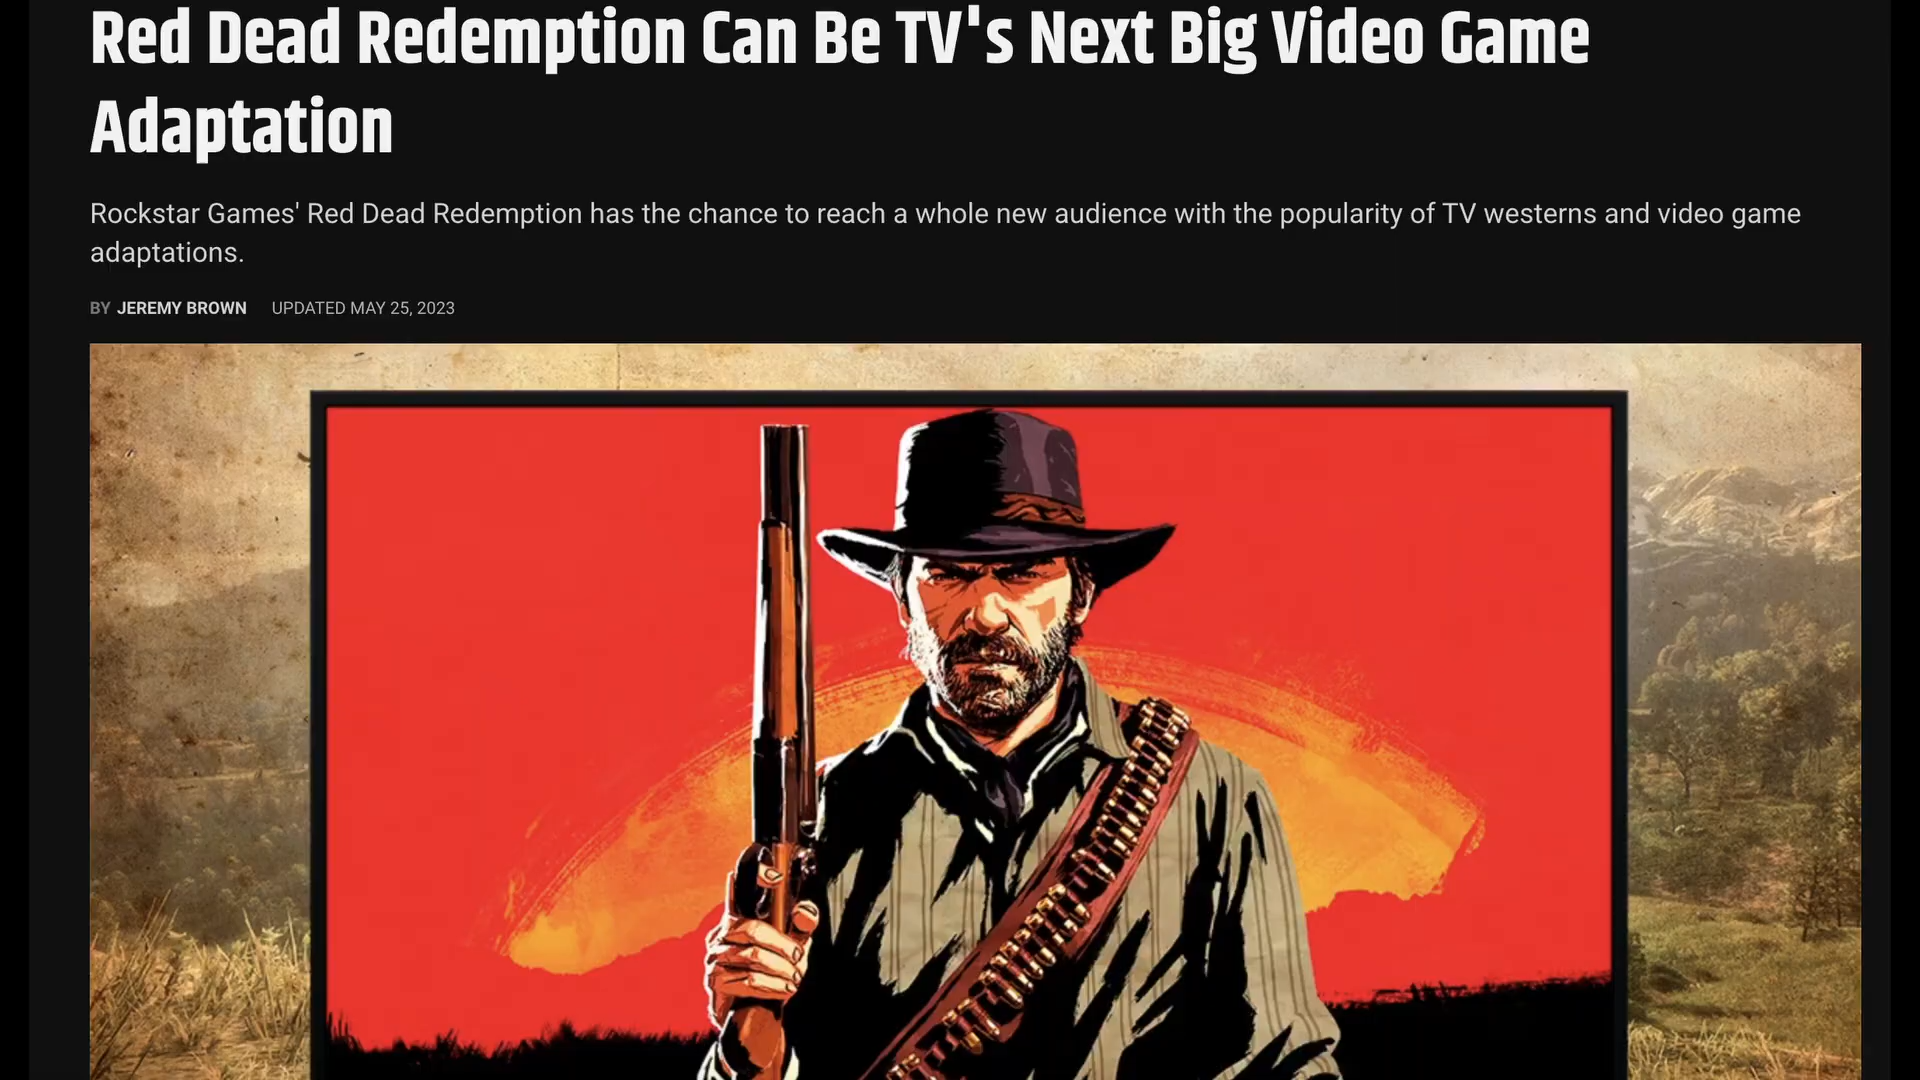 Red Dead Redemption Can Be TV's Next Big Video Game
Adaptation
Rockstar Games' Red Dead Redemption has the chance to reach a whole new audience with the popularity of TV westerns and video game
adaptations.
BY JEREMY BROWN UPDATED MAY 25, 2023